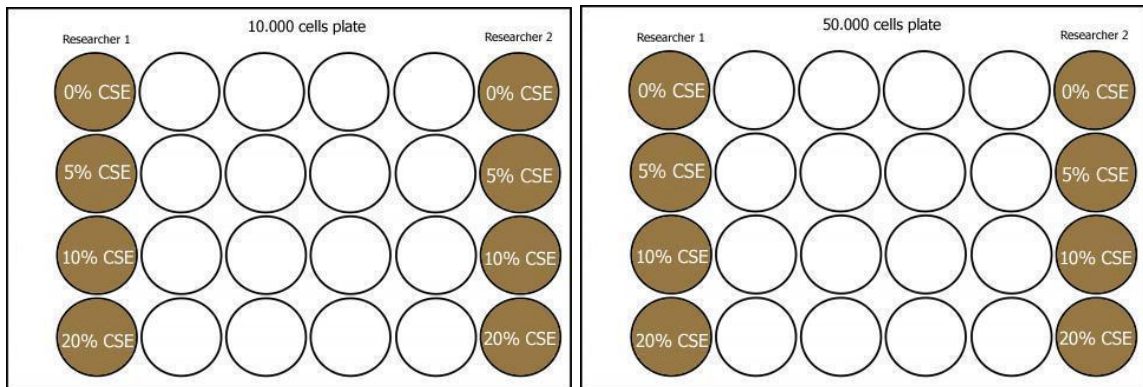 10.000 cells plate
Researcher 1
Researcher 2
0% CSE
0% CSE
5% CSE
5% CSE
10% CSE
10% CSE
20% CSE
20% CSE
50.000 cells plate
Researcher 1
Researcher 2
0% CSE
0% CSE
5% CSE
5% CSE
10% CSE
10% CSE
20% CSE
20% CSE